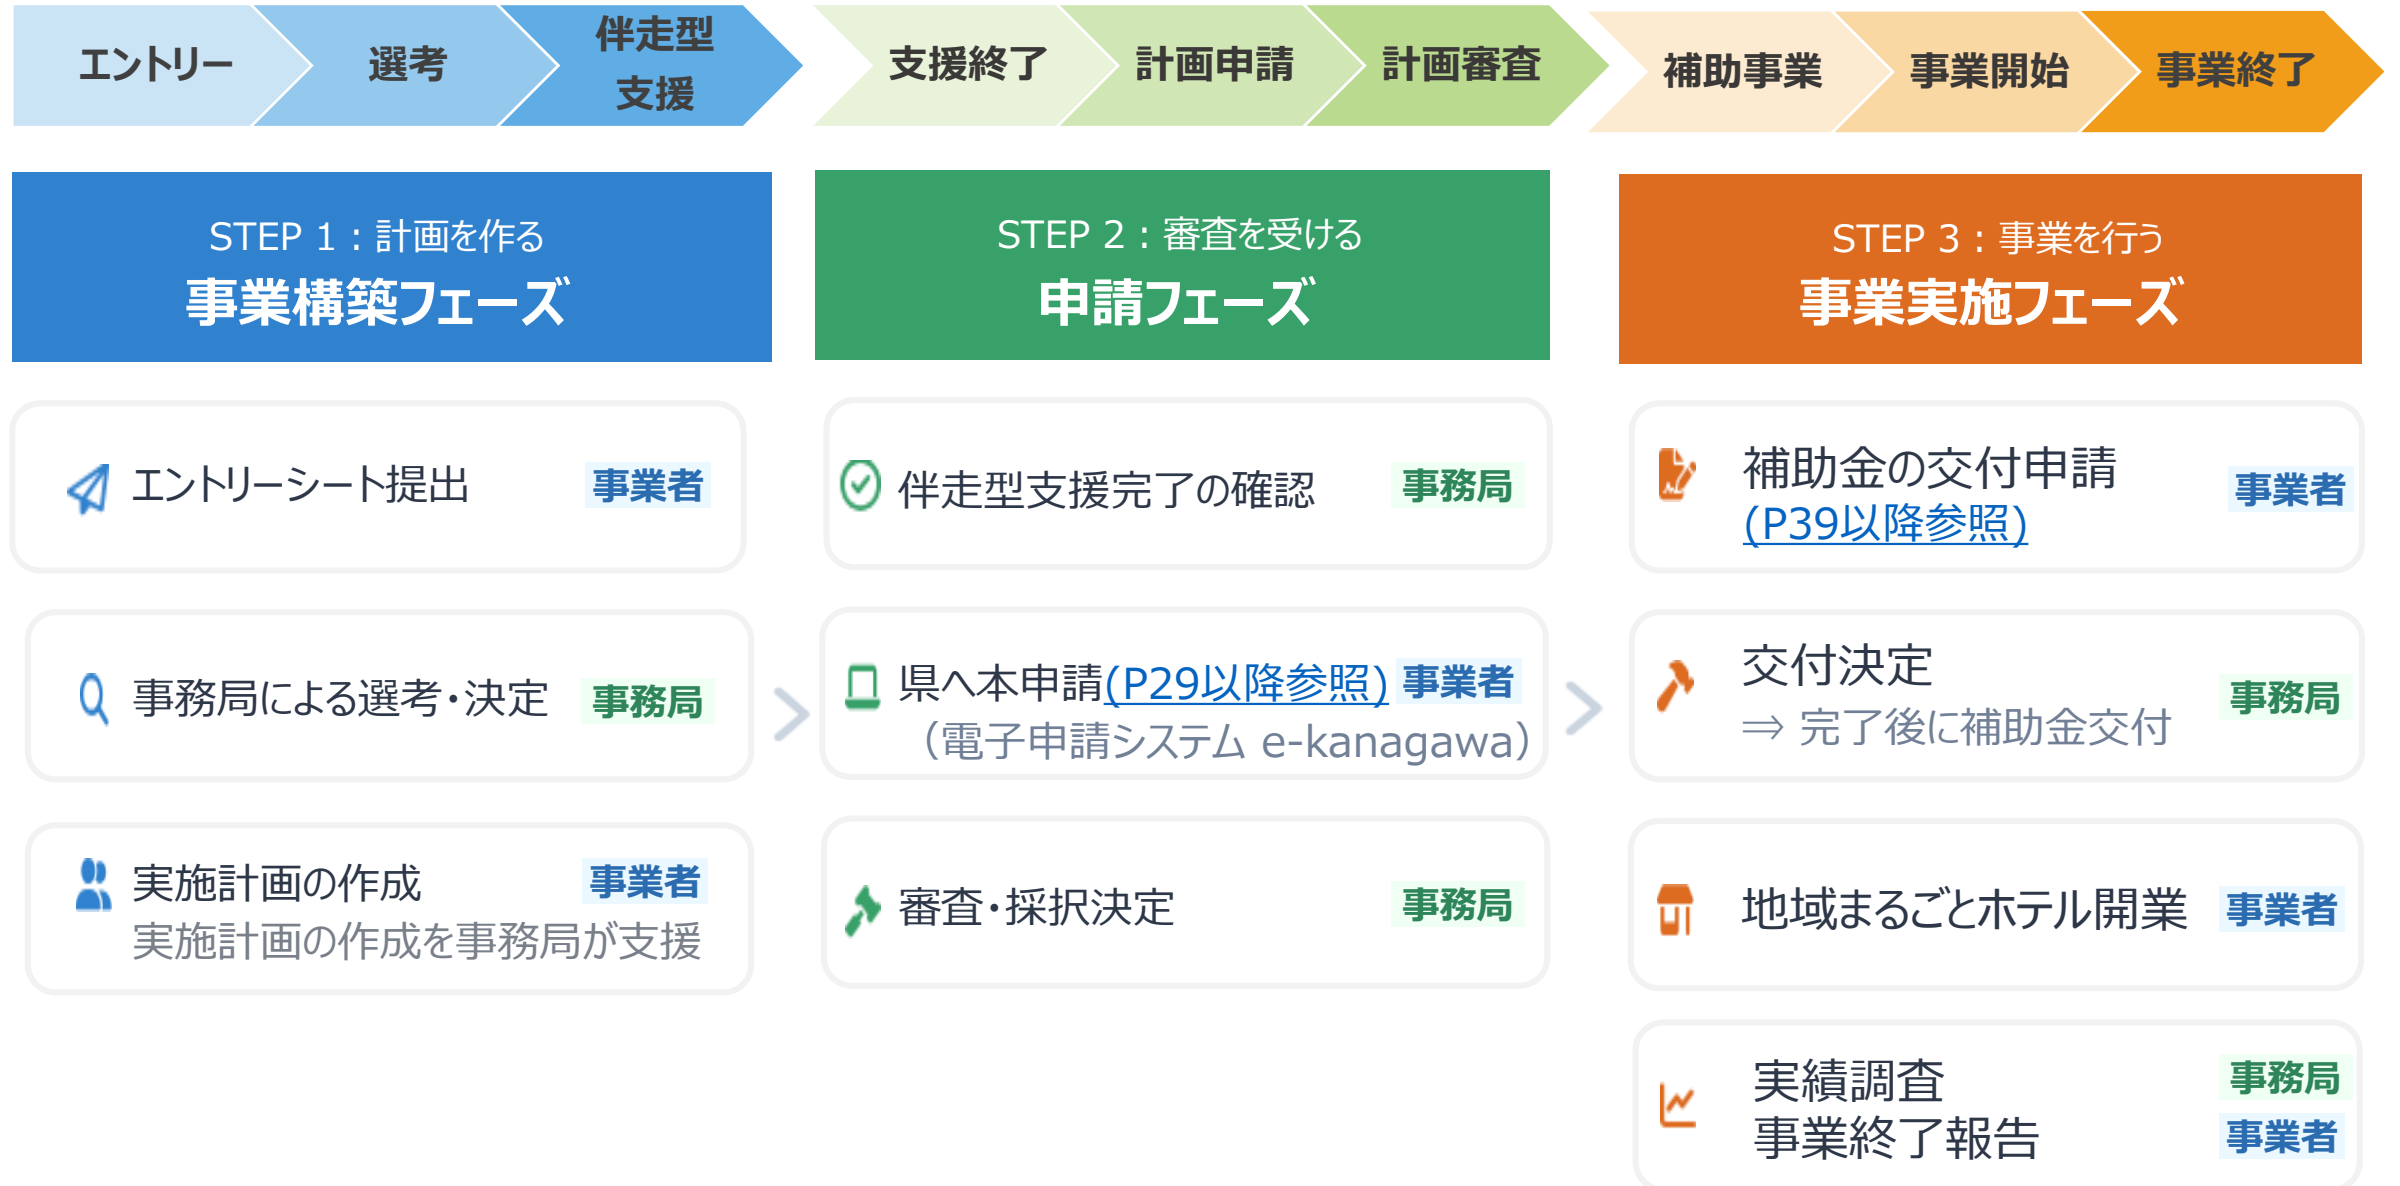 エントリー
選考
伴走型
支援
支援終了
計画申請
計画審査
補助事業
事業開始
事業終了
STEP 1：計画を作る
事業構築フェーズ
エントリーシート提出 事業者
事務局による選考・決定 事務局
実施計画の作成 事業者
実施計画の作成を事務局が支援
STEP 2：審査を受ける
申請フェーズ
伴走型支援完了の確認 事務局
県へ本申請(P29以降参照) 事業者
（電子申請システム e-kanagawa）
審査・採択決定 事務局
STEP 3：事業を行う
事業実施フェーズ
補助金の交付申請 事業者
(P39以降参照)
交付決定 事務局
⇒ 完了後に補助金交付
地域まるごとホテル開業 事業者
実績調査 事務局
事業終了報告 事業者